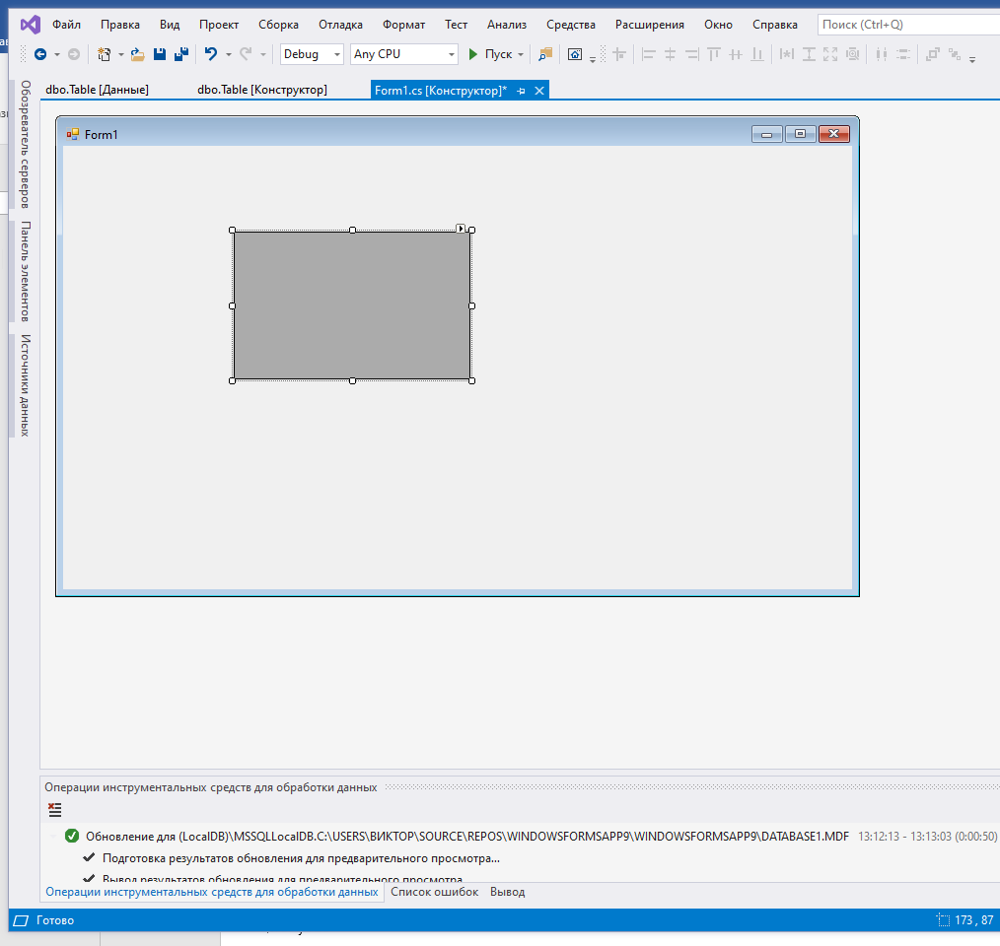 Файл Правка Вид Проект Сборка Отладка Формат Тест Анализ Средства Расширения Окно Справка Поиск (Ctrl+Q)
Debug Any CPU Пуск
dbo.Table [Данные] dbo.Table [Конструктор] Form1.cs [Конструктор]*
Обозреватель серверов
Панель элементов
Источники данных
Form1
Операции инструментальных средств для обработки данных
Обновление для (LocalDB)\MSSQLLocalDB.C:\USERS\ВИКТОР\SOURCE\REPOS\WINDOWSFORMSAPP9\WINDOWSFORMSAPP9\DATABASE1.MDF 13:12:13 - 13:13:03 (0:00:50)
Подготовка результатов обновления для предварительного просмотра...
Вывод результатов обновления для предварительного просмотра
Операции инструментальных средств для обработки данных Список ошибок Вывод
Готово 173 , 87